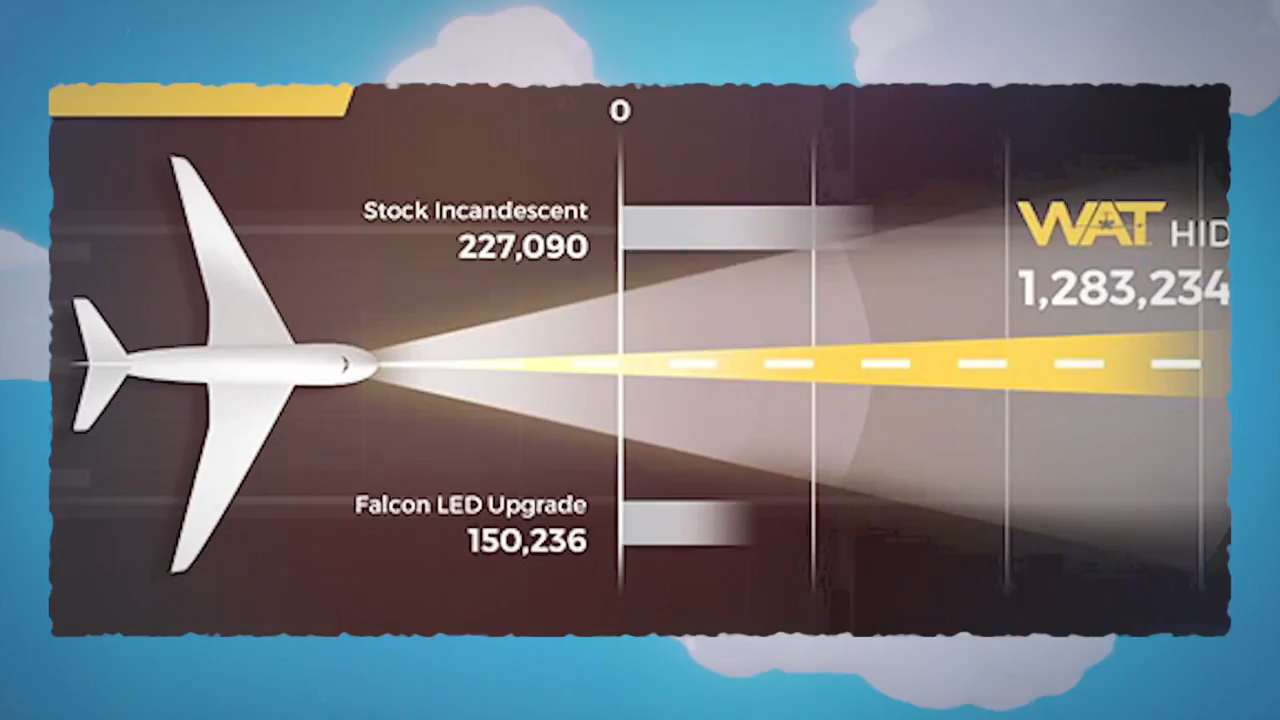 0
Stock Incandescent
227,090
WAT HID
1,283,234
Falcon LED Upgrade
150,236